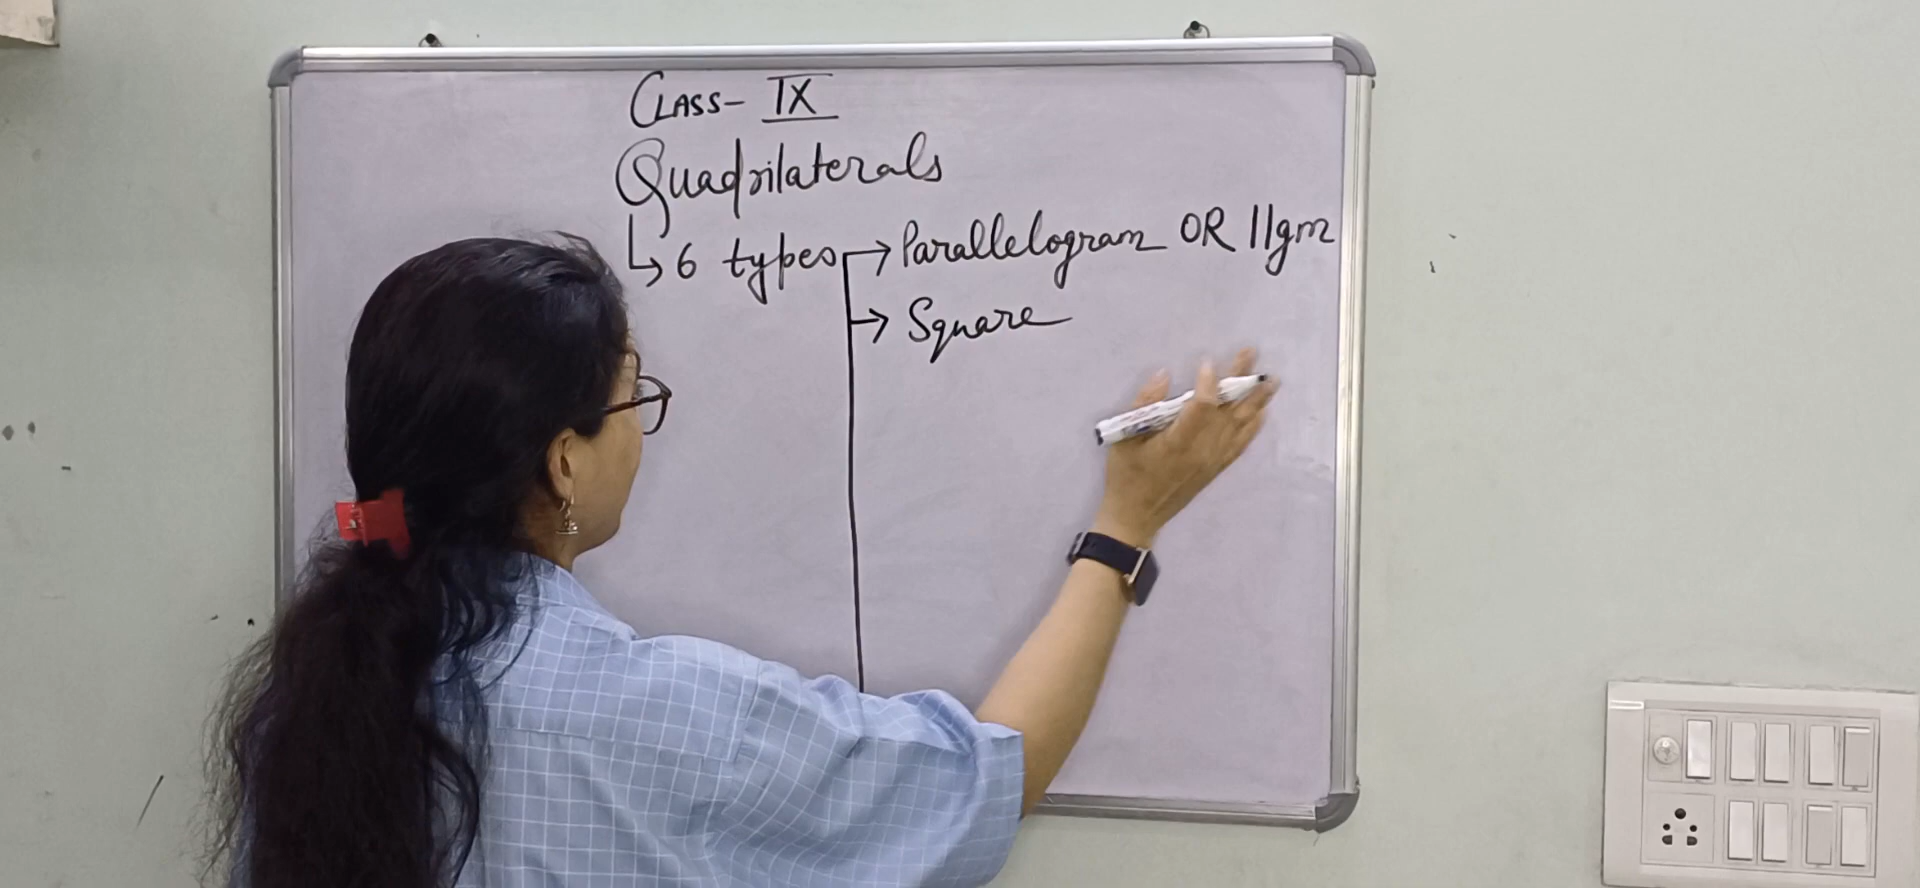 CLASS- IX
Quadrilaterals
↳ 6 types → Parallelogram OR ||gm
→ Square